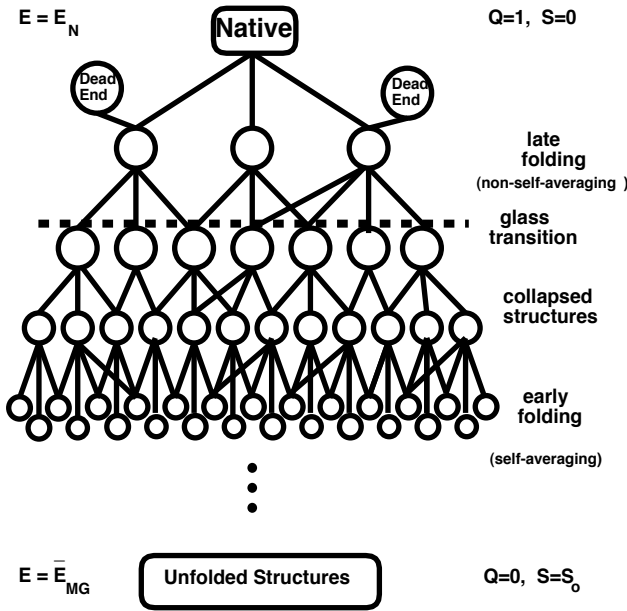 E = E_N
Native
Q=1, S=0
Dead
End
Dead
End
late
folding
(non-self-averaging )
glass
transition
collapsed
structures
early
folding
(self-averaging)
E = Ē_MG
Unfolded Structures
Q=0, S=S_o